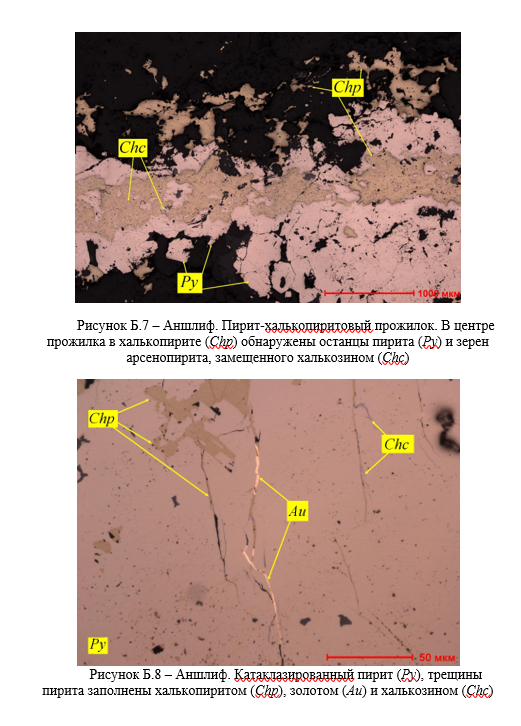 Chp
Chc
Py
1000 мкм
Рисунок Б.7 – Аншлиф. Пирит-халькопиритовый прожилок. В центре
прожилка в халькопирите (Chp) обнаружены останцы пирита (Py) и зерен
арсенопирита, замещенного халькозином (Chc)
Chp
Chc
Au
Py
50 мкм
Рисунок Б.8 – Аншлиф. Катаклазированный пирит (Py), трещины
пирита заполнены халькопиритом (Chp), золотом (Au) и халькозином (Chc)